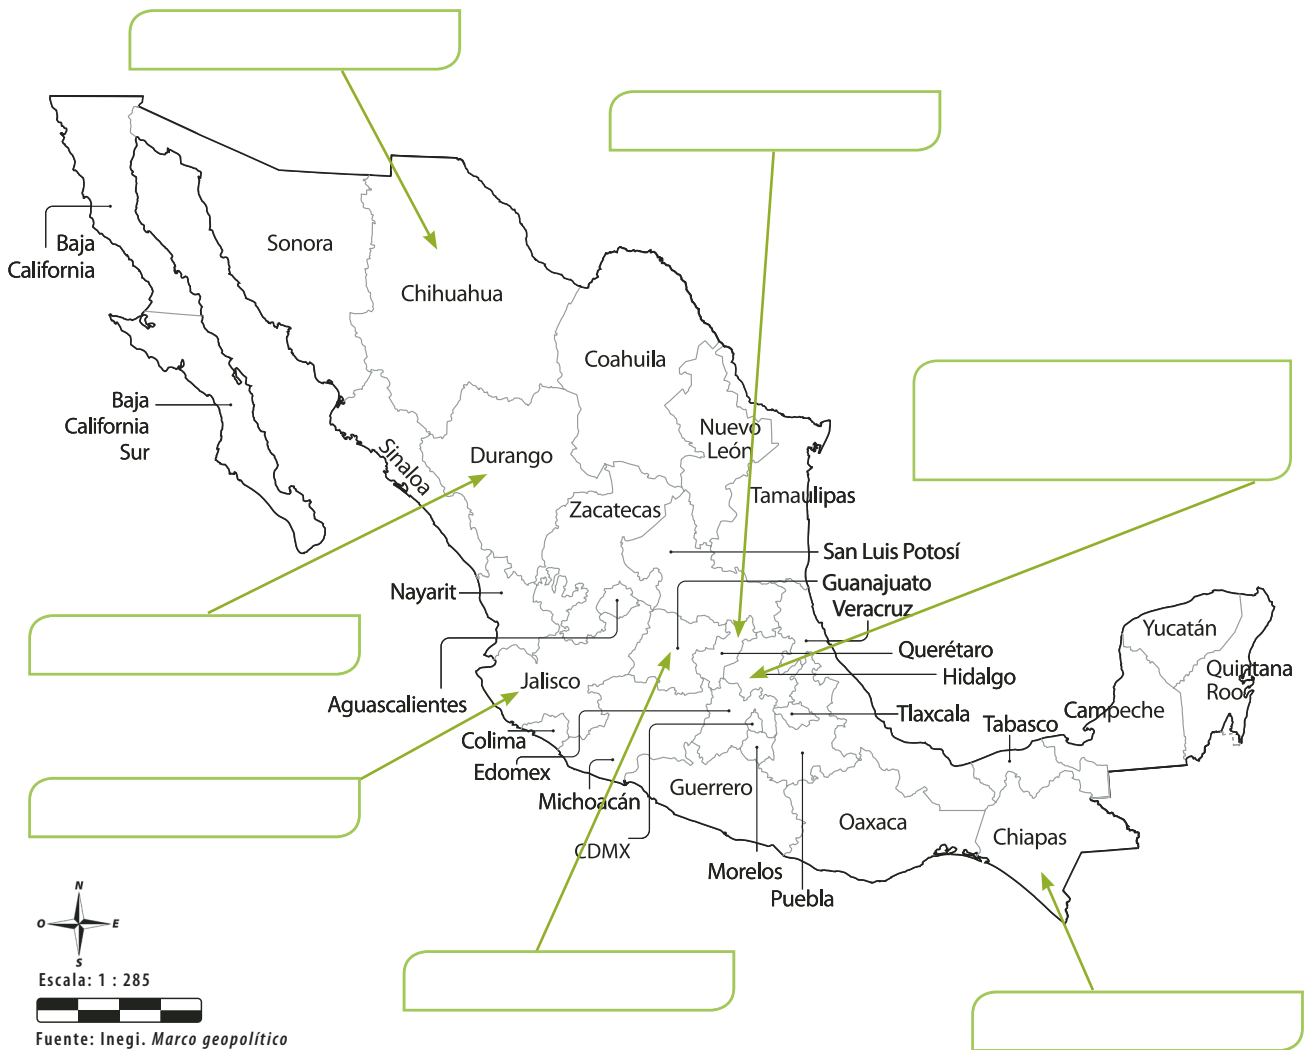 Baja
California
Sonora
Chihuahua
Coahuila
Baja
California
Sur
Sinaloa
Durango
Nuevo
León
Zacatecas
Tamaulipas
San Luis Potosí
Nayarit
Guanajuato
Veracruz
Yucatán
Querétaro
Quintana
Roo
Hidalgo
Jalisco
Aguascalientes
Tlaxcala
Campeche
Tabasco
Colima
Edomex
Guerrero
Michoacán
Oaxaca
Chiapas
CDMX
Morelos
Puebla
N
O
E
S
Escala: 1 : 285
Fuente: Inegi. Marco geopolítico